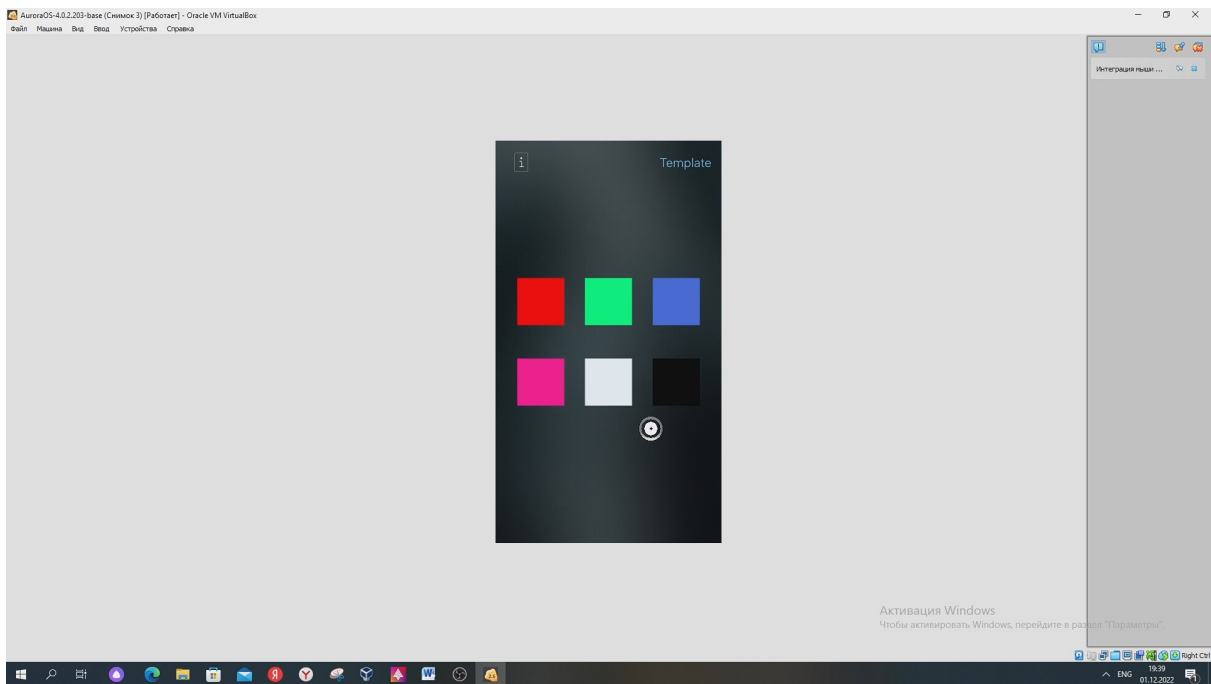 AuroraOS-4.0.2.203-base (Снимок 3) [Работает] - Oracle VM VirtualBox
Файл Машина Вид Ввод Устройства Справка
Интеграция мыши ...
i Template
Активация Windows
Чтобы активировать Windows, перейдите в раздел "Параметры".
Right Ctrl
ENG 19:39
01.12.2022